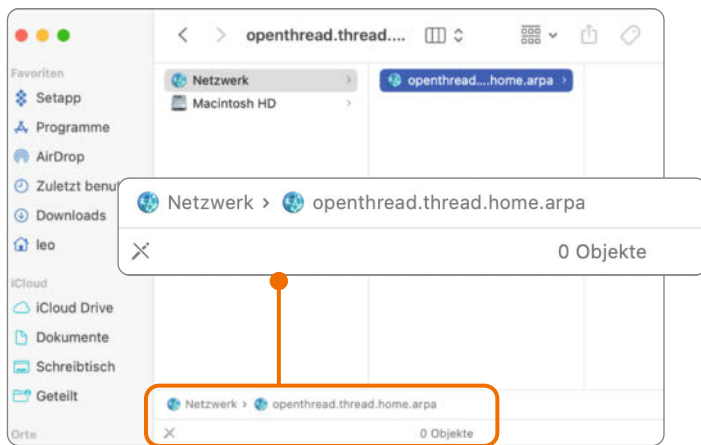 openthread.thread....
Favoriten
Setapp
Programme
AirDrop
Zuletzt benut
Downloads
leo
iCloud
iCloud Drive
Dokumente
Schreibtisch
Geteilt
Orte
Netzwerk
Macintosh HD
openthread....home.arpa
Netzwerk › openthread.thread.home.arpa
0 Objekte
Netzwerk › openthread.thread.home.arpa
0 Objekte